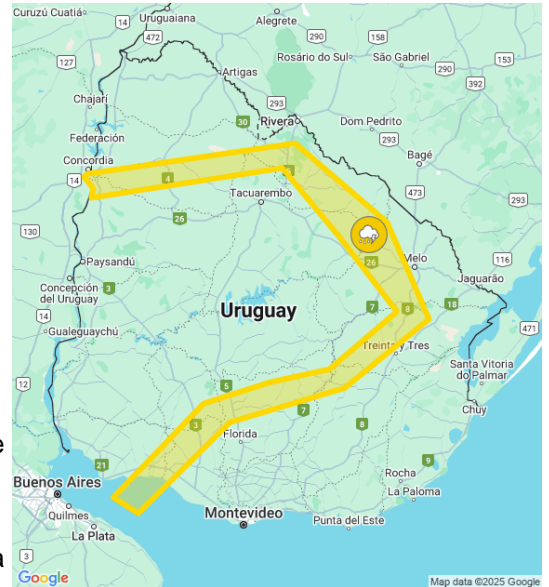 Curuzú Cuatiá
Uruguaiana
Alegrete
14
472
158
Rosário do Sul
São Gabriel
290
153
127
290
392
Artigas
Chajarí
293
30
Rivera
Dom Pedrito
Federación
293
Bagé
Concordia
14
4
5
473
Tacuarembo
26
130
Paysandú
26
Melo
116
Jaguarão
Concepción
del Uruguay
3
Uruguay
7
8
18
471
Gualeguaychú
Treinta y Tres
Santa Vitoria
do Palmar
12
5
7
Chuy
3
8
Florida
e
21
9
Rocha
Buenos Aires
La Paloma
Quilmes
Montevideo
Punta del Este
La Plata
3
a
Google
Map data ©2025 Google